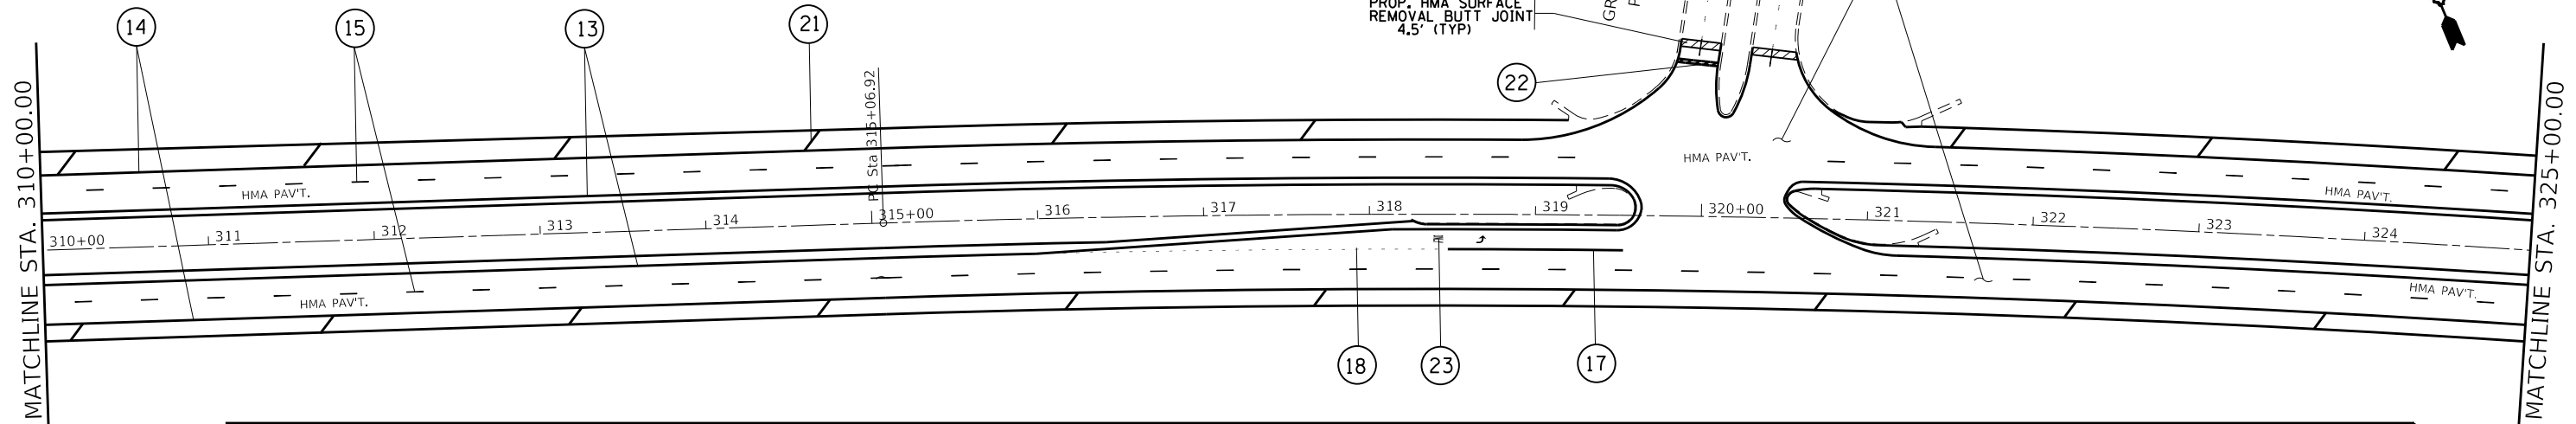 14
15
13
21
PROP. HMA SURFACE
REMOVAL BUTT JOINT
4.5' (TYP)
GR
22
MATCHLINE STA. 310+00.00
PC Sta 315+06.92
MATCHLINE STA. 325+00.00
HMA PAV'T.
HMA PAV'T.
HMA PAV'T.
310+00
311
312
313
314
315+00
316
317
318
319
320+00
321
322
323
324
HMA PAV'T.
HMA PAV'T.
18
23
17